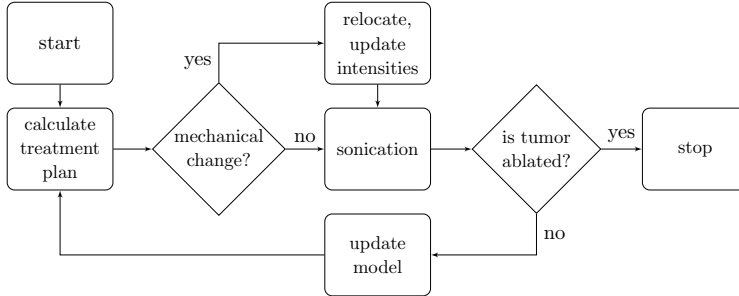 start
relocate,
update
intensities
yes
calculate
treatment
plan
mechanical
change?
no
sonication
is tumor
ablated?
yes
stop
no
update
model